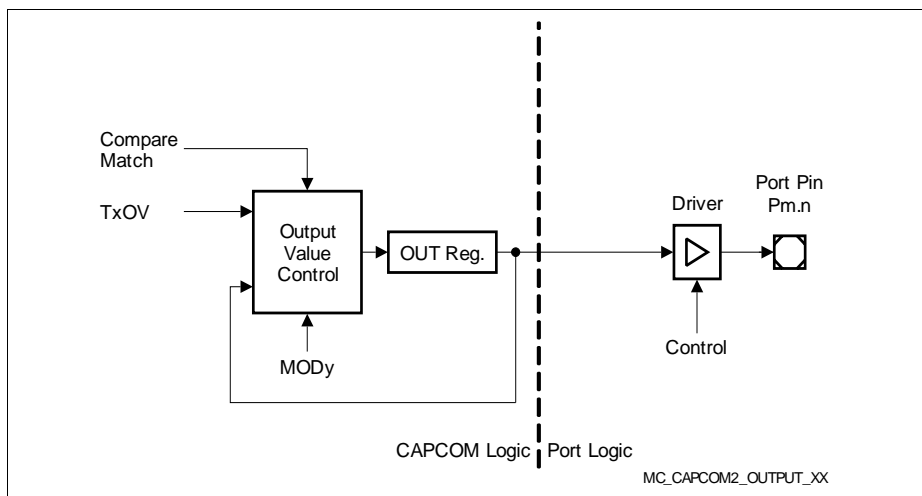 Compare
Match
TxOV
Output
Value
Control
OUT Reg.
MODy
Driver
Port Pin
Pm.n
Control
CAPCOM Logic
Port Logic
MC_CAPCOM2_OUTPUT_XX